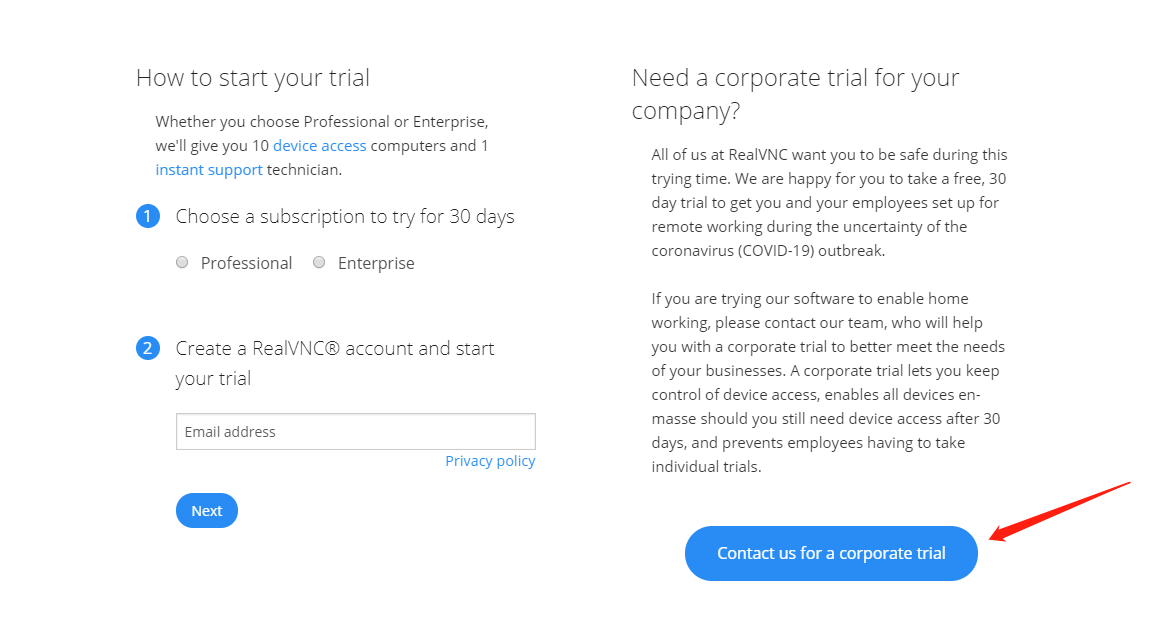 How to start your trial
Whether you choose Professional or Enterprise,
we'll give you 10 device access computers and 1
instant support technician.
1 Choose a subscription to try for 30 days
Professional Enterprise
2 Create a RealVNC® account and start
your trial
Email address
Privacy policy
Next
Need a corporate trial for your
company?
All of us at RealVNC want you to be safe during this
trying time. We are happy for you to take a free, 30
day trial to get you and your employees set up for
remote working during the uncertainty of the
coronavirus (COVID-19) outbreak.
If you are trying our software to enable home
working, please contact our team, who will help
you with a corporate trial to better meet the needs
of your businesses. A corporate trial lets you keep
control of device access, enables all devices en-
masse should you still need device access after 30
days, and prevents employees having to take
individual trials.
Contact us for a corporate trial